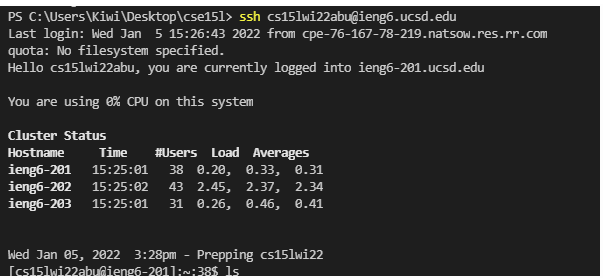 PS C:\Users\Kiwi\Desktop\cse15l> ssh cs15lwi22abu@ieng6.ucsd.edu
Last login: Wed Jan  5 15:26:43 2022 from cpe-76-167-78-219.natsow.res.rr.com
quota: No filesystem specified.
Hello cs15lwi22abu, you are currently logged into ieng6-201.ucsd.edu
You are using 0% CPU on this system
Cluster Status
Hostname     Time    #Users  Load  Averages
ieng6-201   15:25:01   38  0.20,  0.33,  0.31
ieng6-202   15:25:02   43  2.45,  2.37,  2.34
ieng6-203   15:25:01   31  0.26,  0.46,  0.41
Wed Jan 05, 2022  3:28pm - Prepping cs15lwi22
[cs15lwi22abu@ieng6-201]:~:38$ ls